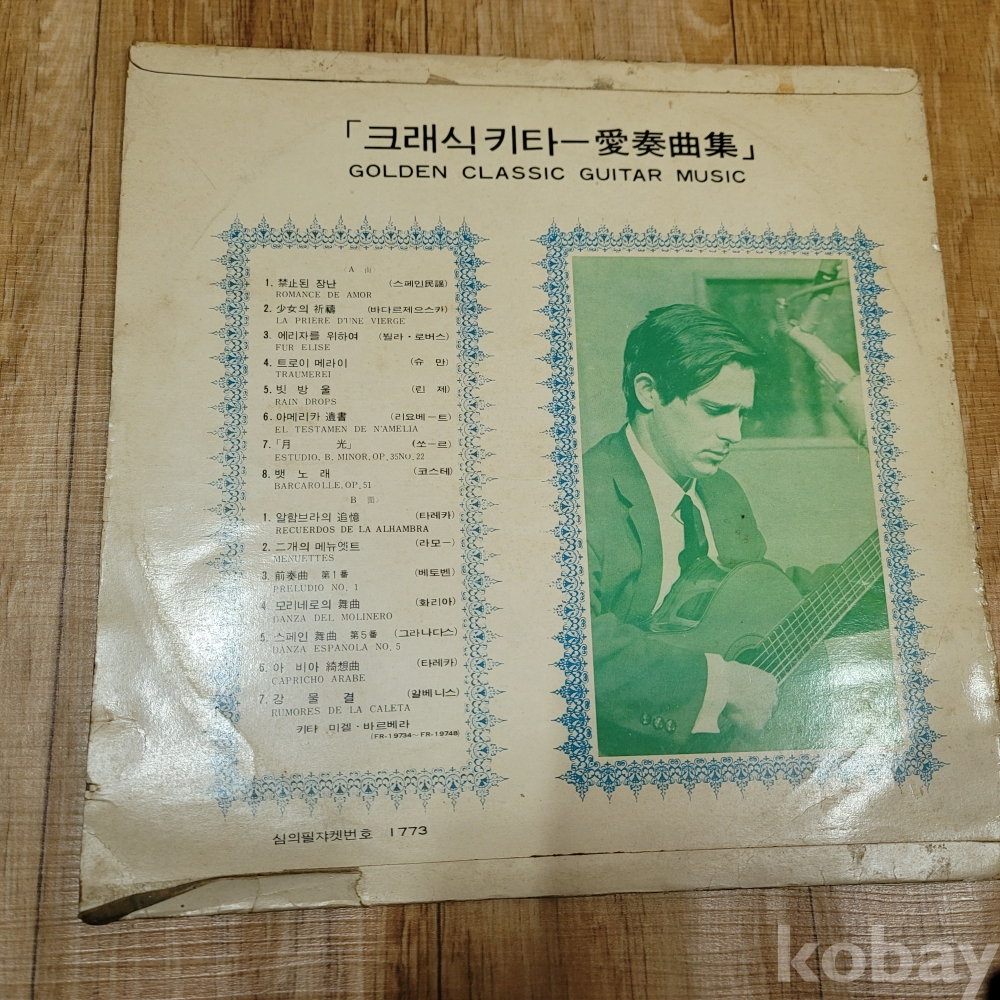 「크래식키타ー愛奏曲集」
GOLDEN CLASSIC GUITAR MUSIC
〈A 面〉
1. 禁止된 장난 (스페인民謠)
ROMANCE DE AMOR
2. 少女의 祈禱 (바다르제으스카)
LA PRIERE D'UNE VIERGE
3. 에리자를 위하여 (뷜라・로버스)
FUR ELISE
4. 트로이 메라이 (슈 만)
TRAUMEREI
5. 빗 방 울 (린 제)
RAIN DROPS
6. 아메리카 遺書 (리요베ー트)
EL TESTAMEN DE N'AMELIA
7. 「月 光」 (쏘ー르)
ESTUDIO, B, MINOR, OP, 35NO, 22
8. 뱃 노 래 (코스테)
BARCAROLLE, OP, 51
〈B 面〉
1. 알함브라의 追憶 (타레카)
RECUERDOS DE LA ALHAMBRA
2. 二개의 메뉴엣트 (라모ー)
MENUETTES
3. 前奏曲 第1番 (베토벤)
PRELUDIO NO. 1
4. 모리네로의 舞曲 (화리아)
DANZA DEL MOLINERO
5. 스페인 舞曲 第5番 (그라나다스)
DANZA ESPANOLA NO. 5
6. 아 비아 綺想曲 (타레카)
CAPRICHO ARABE
7. 강 물 결 (알베니스)
RUMORES DE LA CALETA
키탸 미겔・바르베라
(FR-19734～FR-19748)
심의필쟈켓번호 1773
kobay